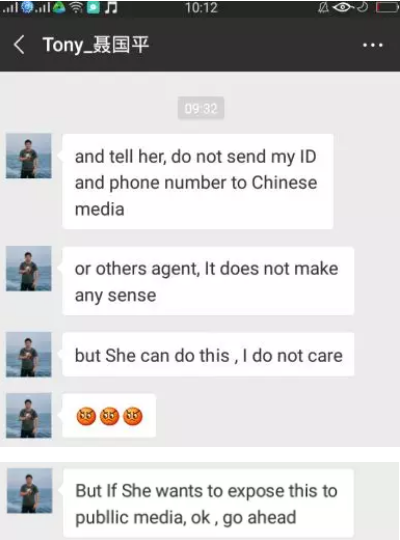 10:12
Tony_聂国平
09:32
and tell her, do not send my ID
and phone number to Chinese
media
or others agent, It does not make
any sense
but She can do this , I do not care
But If She wants to expose this to
publlic media, ok , go ahead